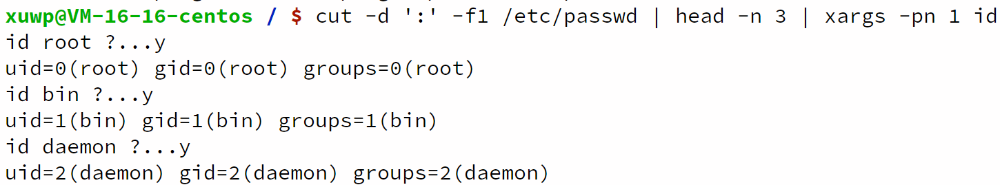 xuwp@VM-16-16-centos / $ cut -d ':' -f1 /etc/passwd | head -n 3 | xargs -pn 1 id
id root ?...y
uid=0(root) gid=0(root) groups=0(root)
id bin ?...y
uid=1(bin) gid=1(bin) groups=1(bin)
id daemon ?...y
uid=2(daemon) gid=2(daemon) groups=2(daemon)